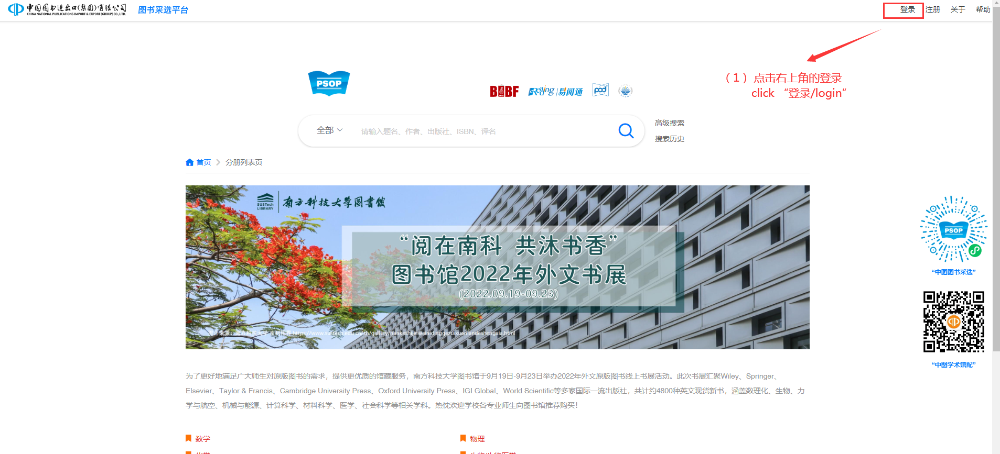 中国图书进出口(集团)有限公司
CHINA NATIONAL PUBLICATIONS IMPORT & EXPORT (GROUP) CO., LTD.
图书采选平台
登录 注册 关于 帮助
PSOP
BIBF
eReading | 易阅通
pod
（1）点击右上角的登录
click “登录/login”
全部
请输入题名、作者、出版社、ISBN、译名
高级搜索
搜索历史
首页 > 分册列表页
SUSTech
LIBRARY
南方科技大学图書馆
“阅在南科 共沐书香”
图书馆2022年外文书展
(2022.09.19-09.23)
图片来源：南方科技大学 南科视界 https://www.sustech.edu.cn/zh/gallery/nankeshijieweinidinggezuixuanlandeshengxia.html
PSOP
“中图图书采选”
“中图学术馆配”
为了更好地满足广大师生对原版图书的需求，提供更优质的馆藏服务，南方科技大学图书馆于9月19日-9月23日举办2022年外文原版图书线上书展活动。此次书展汇聚Wiley、Springer、
Elsevier、Taylor & Francis、Cambridge University Press、Oxford University Press、IGI Global、World Scientific等多家国际一流出版社，共计约4800种英文现货新书，涵盖数理化、生物、力
学与航空、机械与能源、计算科学、材料科学、医学、社会科学等相关学科。热忱欢迎学校各专业师生向图书馆推荐购买！
数学
物理